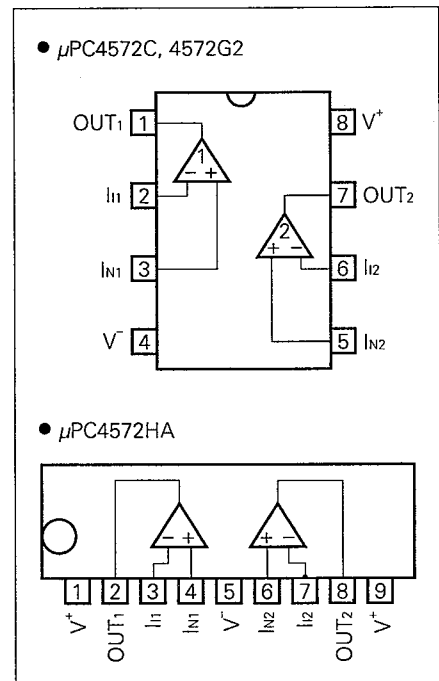 ● μPC4572C, 4572G2
OUT1 1 8 V+
1
− +
II1 2 7 OUT2
2
+ −
IN1 3 6 II2
V− 4 5 IN2
● μPC4572HA
− + + −
1 2 3 4 5 6 7 8 9
V+ OUT1 II1 IN1 V− IN2 II2 OUT2 V+